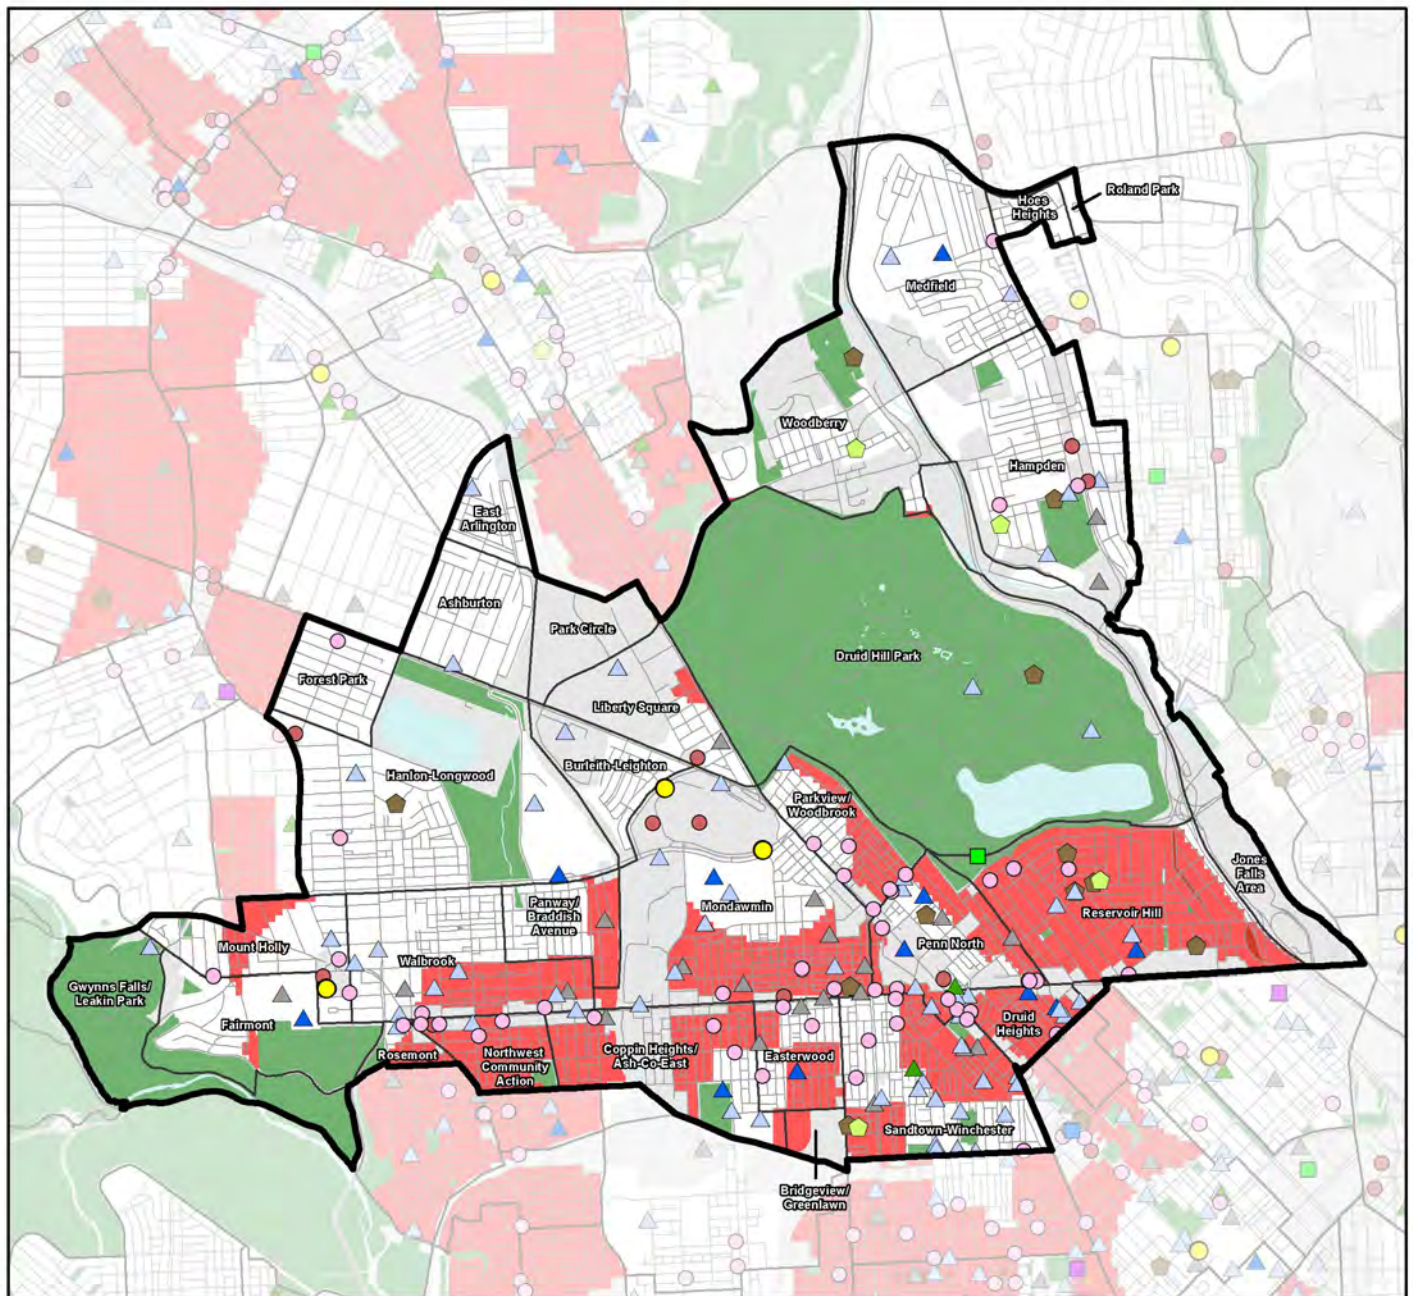 Roland Park
Hoes
Heights
Medfield
Woodberry
Hampden
East
Arlington
Ashburton
Park Circle
Druid Hill Park
Forest Park
Liberty Square
Hanlon-Longwood
Burleith-Leighton
Parkview/
Woodbrook
Jones
Falls
Area
Panway/
Braddish
Avenue
Mondawmin
Reservoir Hill
Mount Holly
Walbrook
Penn North
Gwynns Falls/
Leakin Park
Fairmont
Druid
Heights
Rosemont
Northwest
Community
Action
Coppin Heights/
Ash-Co-East
Easterwood
Sandtown-Winchester
Bridgeview/
Greenlawn